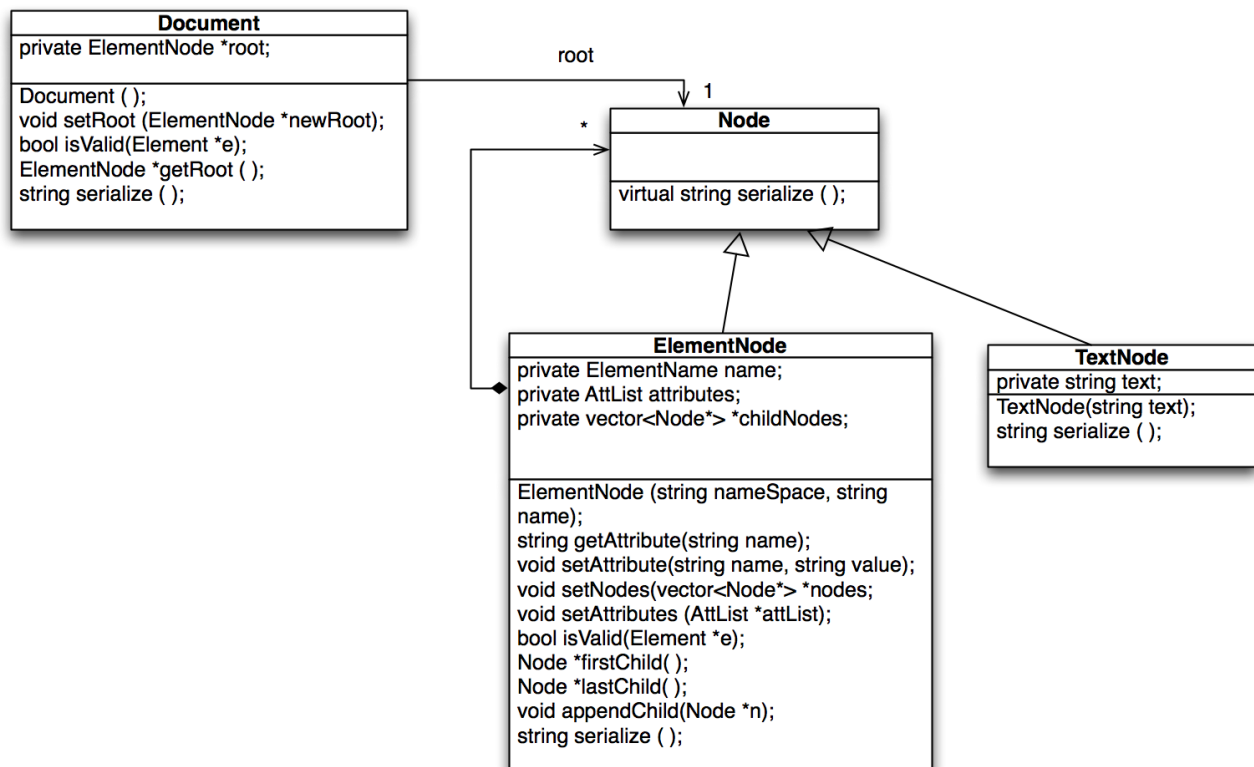 Document
private ElementNode *root;
Document ( );
void setRoot (ElementNode *newRoot);
bool isValid(Element *e);
ElementNode *getRoot ( );
string serialize ( );
root
1
*
Node
virtual string serialize ( );
ElementNode
private ElementName name;
private AttList attributes;
private vector<Node*> *childNodes;
ElementNode (string nameSpace, string
name);
string getAttribute(string name);
void setAttribute(string name, string value);
void setNodes(vector<Node*> *nodes;
void setAttributes (AttList *attList);
bool isValid(Element *e);
Node *firstChild( );
Node *lastChild( );
void appendChild(Node *n);
string serialize ( );
TextNode
private string text;
TextNode(string text);
string serialize ( );